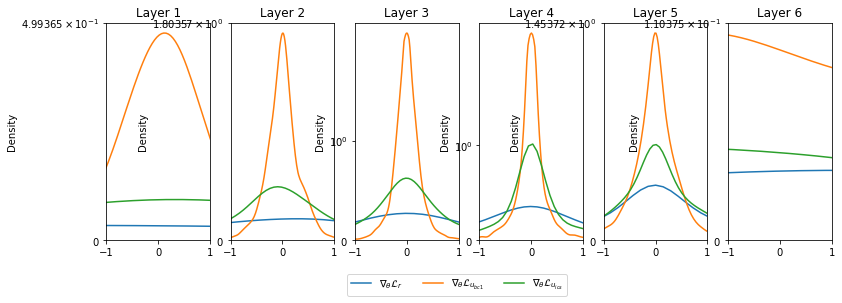 Layer 1
Layer 2
Layer 3
Layer 4
Layer 5
Layer 6
4.99365 × 10⁻¹
1.80357 × 10⁰
1.45372 × 10⁰
1.10375 × 10⁻¹
10⁰
10⁰
Density
Density
Density
Density
Density
0
0
0
0
0
0
−1 0 1
−1 0 1
−1 0 1
−1 0 1
−1 0 1
−1 0 1
∇θℒr ∇θℒu_bc1 ∇θℒu_ics